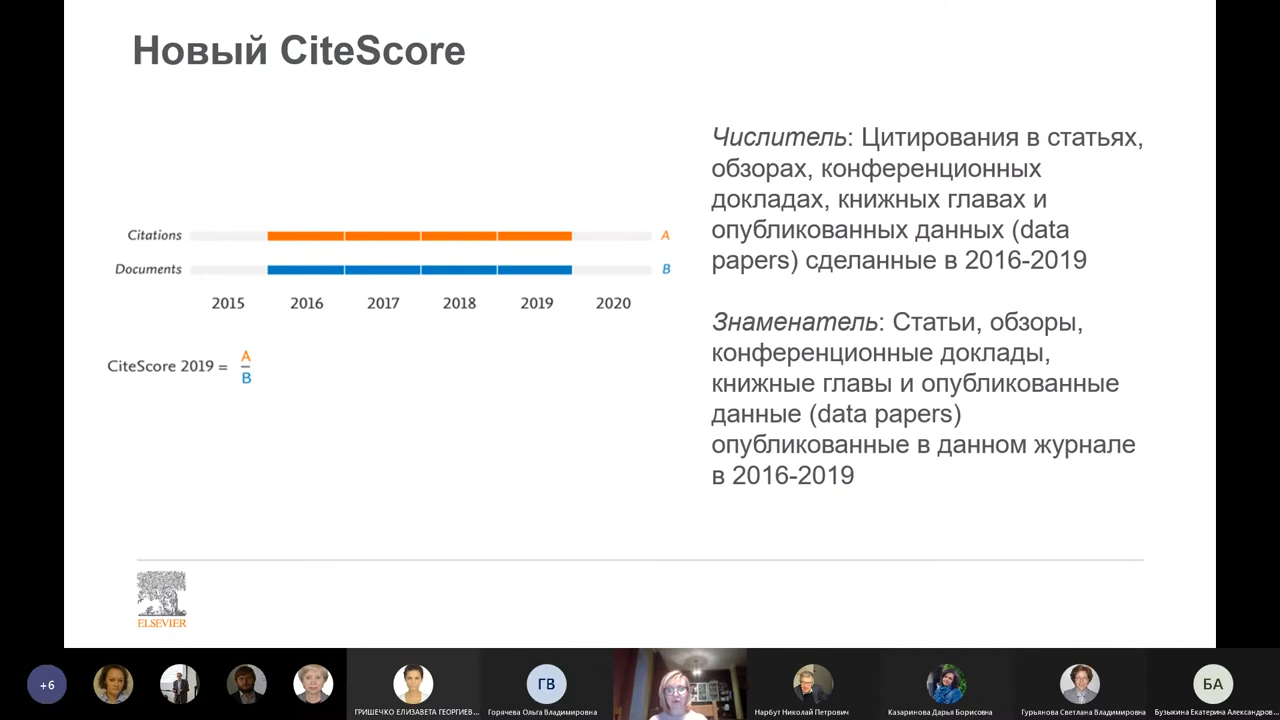 Новый CiteScore
Числитель: Цитирования в статьях,
обзорах, конференционных
докладах, книжных главах и
опубликованных данных (data
papers) сделанные в 2016-2019
Знаменатель: Статьи, обзоры,
конференционные доклады,
книжные главы и опубликованные
данные (data papers)
опубликованные в данном журнале
в 2016-2019
Citations A
Documents B
2015 2016 2017 2018 2019 2020
CiteScore 2019 = A
B
ELSEVIER
+6
ГВ
БА
ГРИШЕЧКО ЕЛИЗАВЕТА ГЕОРГИЕВ...
Горячева Ольга Владимировна
Нарбут Николай Петрович
Казаринова Дарья Борисовна
Гурьянова Светлана Владимировна
Бузыкина Екатерина Александров...